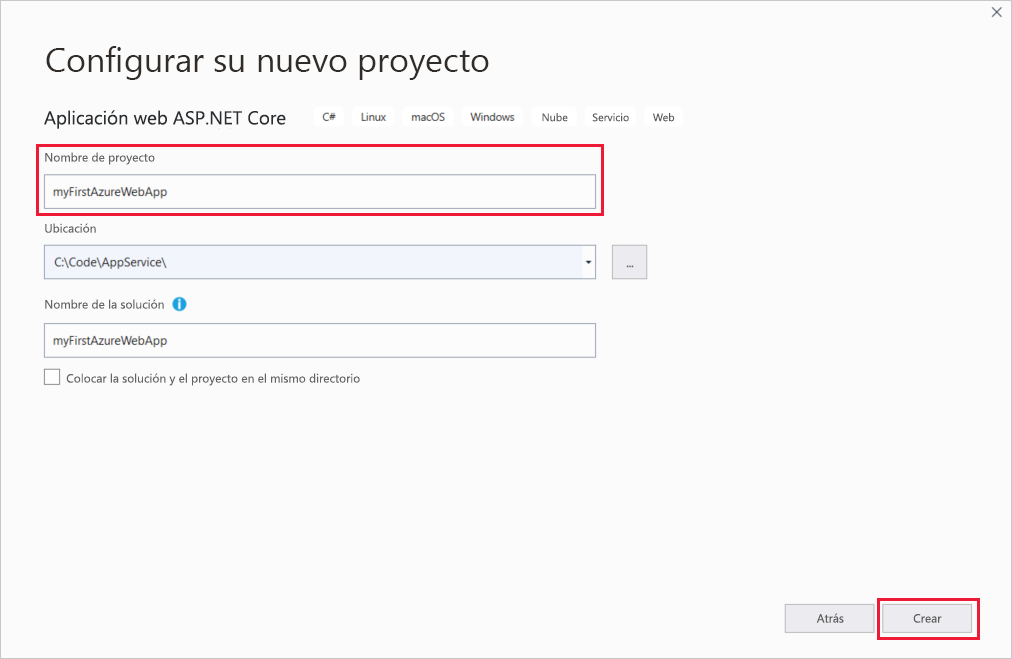 Configurar su nuevo proyecto
Aplicación web ASP.NET Core C# Linux macOS Windows Nube Servicio Web
Nombre de proyecto
myFirstAzureWebApp
Ubicación
C:\Code\AppService\
...
Nombre de la solución
myFirstAzureWebApp
Colocar la solución y el proyecto en el mismo directorio
Atrás Crear